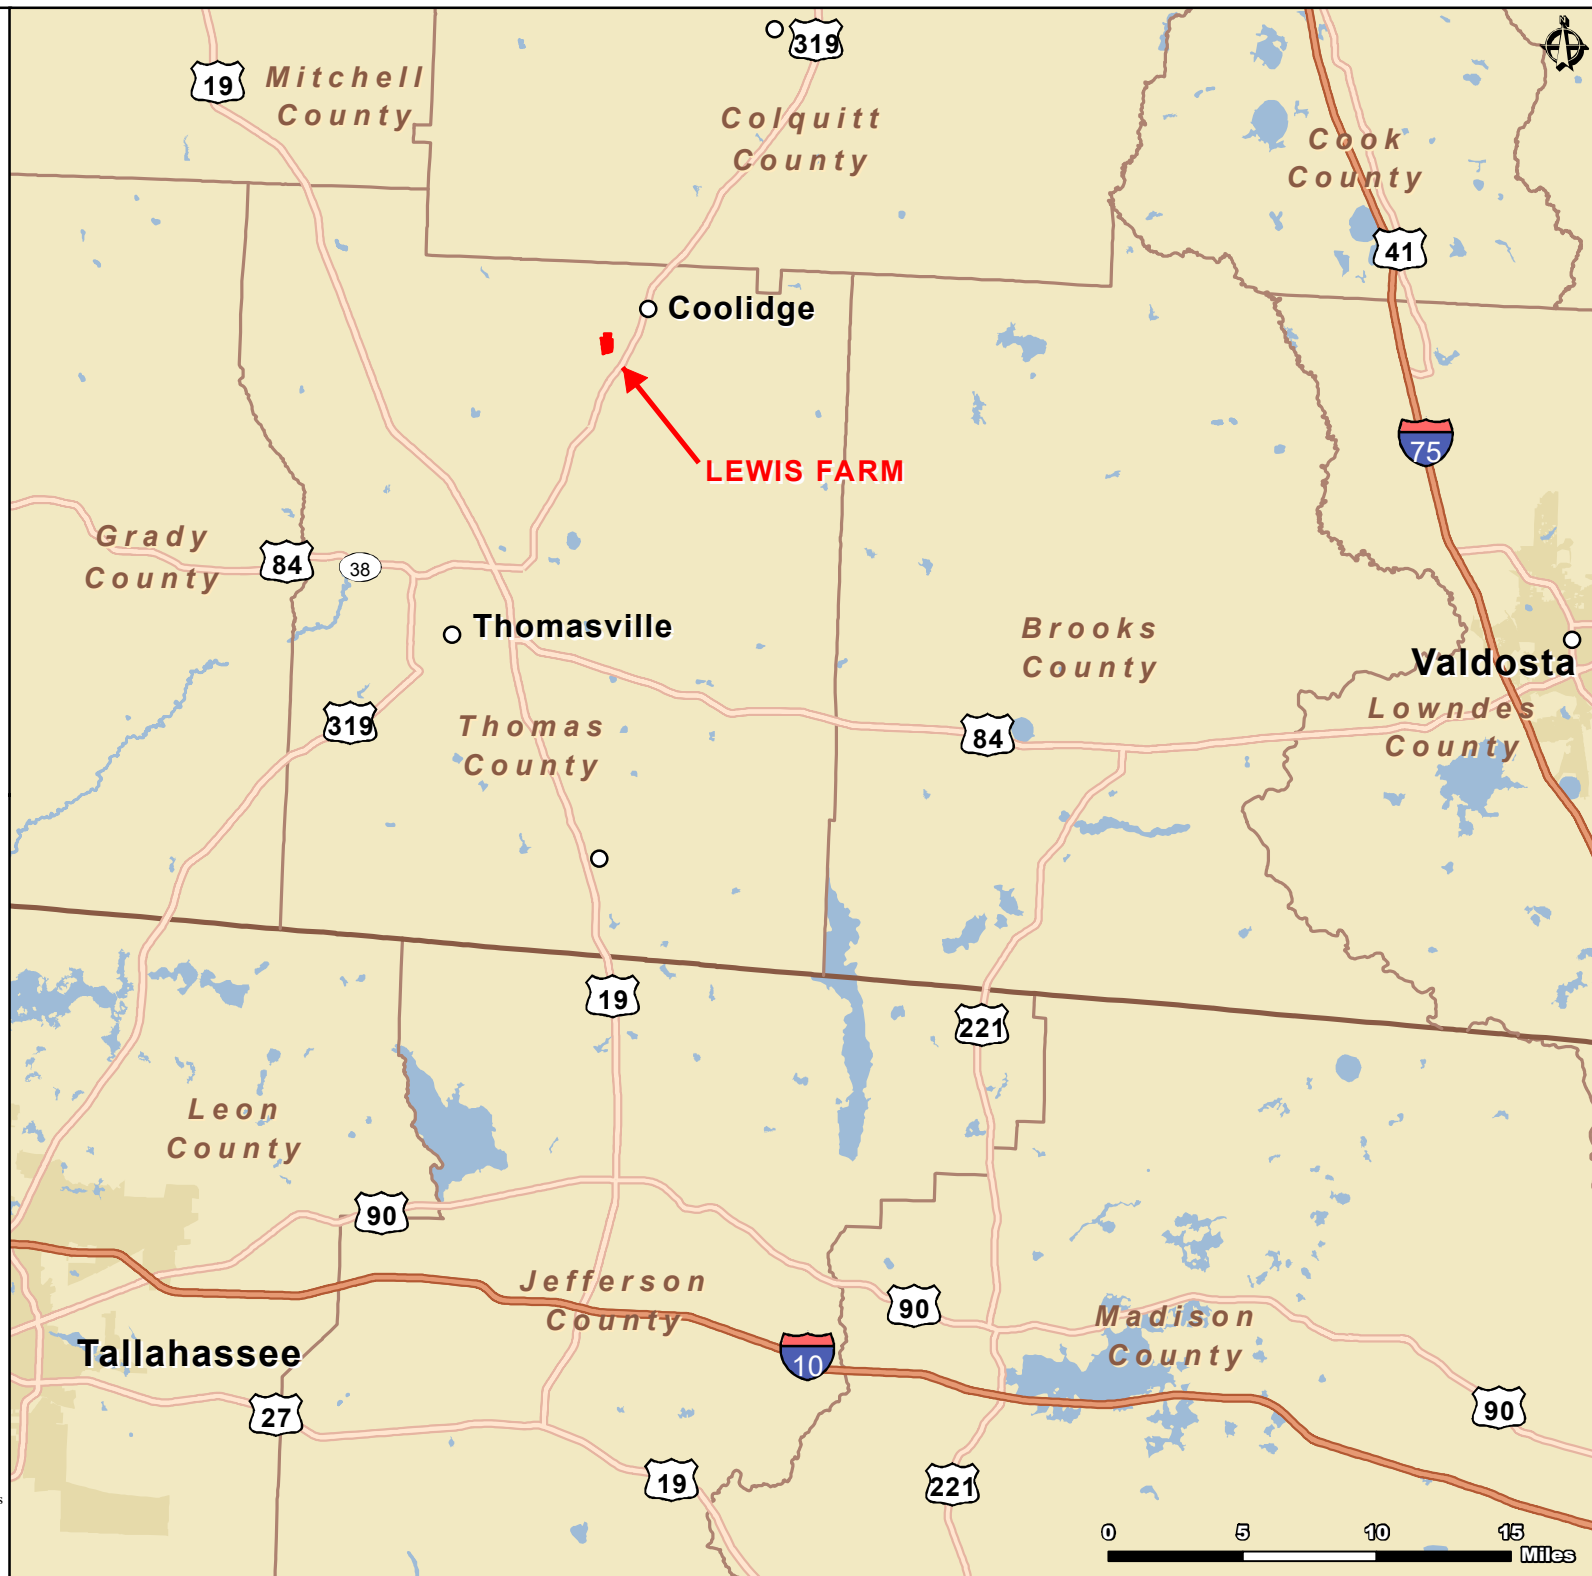 319
19
Mitchell
County
Colquitt
County
Cook
County
41
Coolidge
75
LEWIS FARM
Grady
County
84
38
Thomasville
Brooks
County
Valdosta
Lowndes
County
319
Thomas
County
84
19
221
Leon
County
90
Jefferson
County
90
Madison
County
10
Tallahassee
27
90
19
221
0 5 10 15
Miles